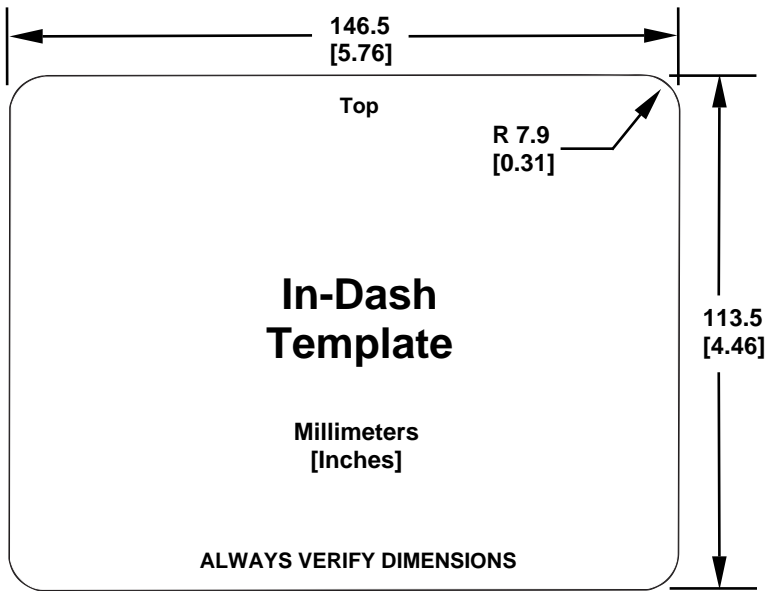 146.5
[5.76]
Top
R 7.9
[0.31]
In-Dash
Template
113.5
[4.46]
Millimeters
[Inches]
ALWAYS VERIFY DIMENSIONS